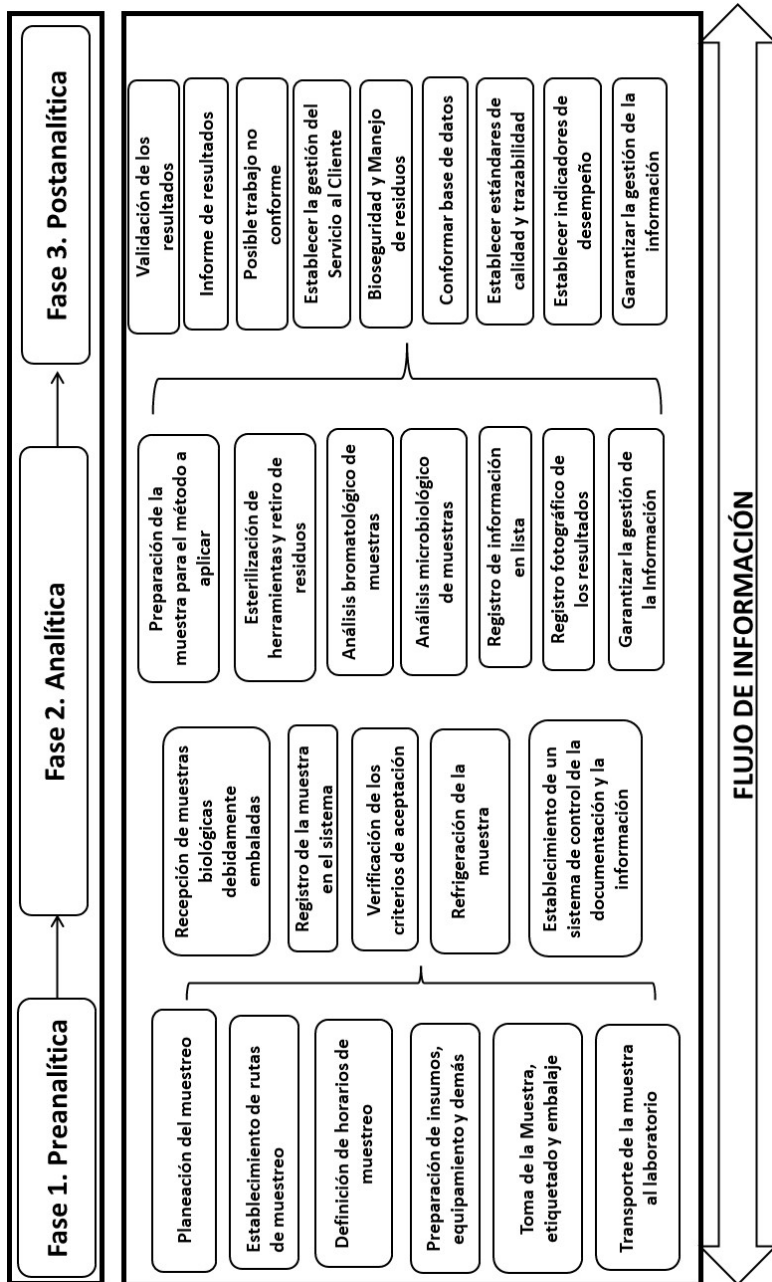 Fase 1. Preanalítica
Fase 2. Analítica
Fase 3. Postanalítica
Planeación del muestreo
Establecimiento de rutas
de muestreo
Definición de horarios de
muestreo
Preparación de insumos,
equipamiento y demás
Toma de la Muestra,
etiquetado y embalaje
Transporte de la muestra
al laboratorio
Recepción de muestras
biológicas
debidamente
embaladas
Registro de la muestra
en el sistema
Verificación de los
criterios de aceptación
Refrigeración de la
muestra
Establecimiento de un
sistema de control de la
documentación y la
información
Preparación de la
muestra para el método a
aplicar
Esterilización de
herramientas y retiro de
residuos
Análisis bromatológico de
muestras
Análisis microbiológico
de muestras
Registro de información
en lista
Registro fotográfico de
los resultados
Garantizar la gestión de
la Información
Validación de los
resultados
Informe de resultados
Posible trabajo no
conforme
Establecer la gestión del
Servicio al Cliente
Bioseguridad y Manejo
de residuos
Conformar base de datos
Establecer estándares de
calidad y trazabilidad
Establecer indicadores de
desempeño
Garantizar la gestión de la
información
FLUJO DE INFORMACIÓN